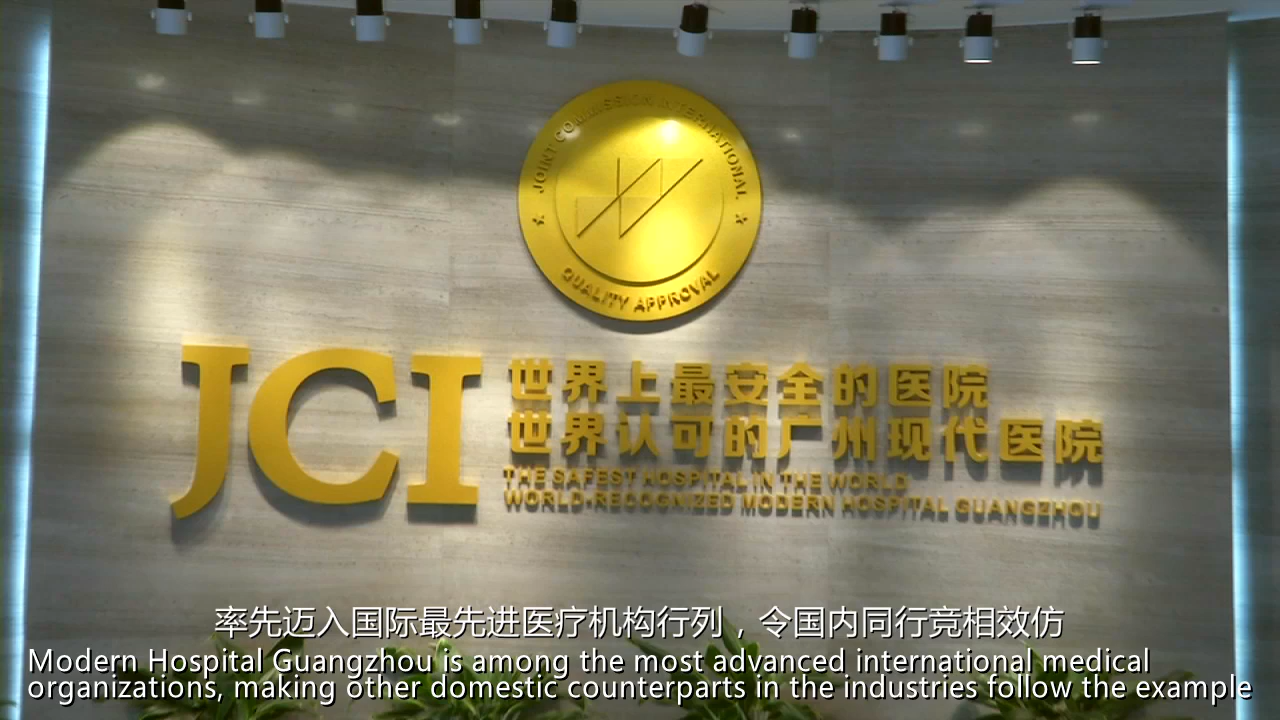 JOINT COMMISSION INTERNATIONAL
QUALITY APPROVAL
JCI
世界上最安全的医院
世界认可的广州现代医院
THE SAFEST HOSPITAL IN THE WORLD
WORLD-RECOGNIZED MODERN HOSPITAL GUANGZHOU
率先迈入国际最先进医疗机构行列，令国内同行竞相效仿
Modern Hospital Guangzhou is among the most advanced international medical
organizations, making other domestic counterparts in the industries follow the example